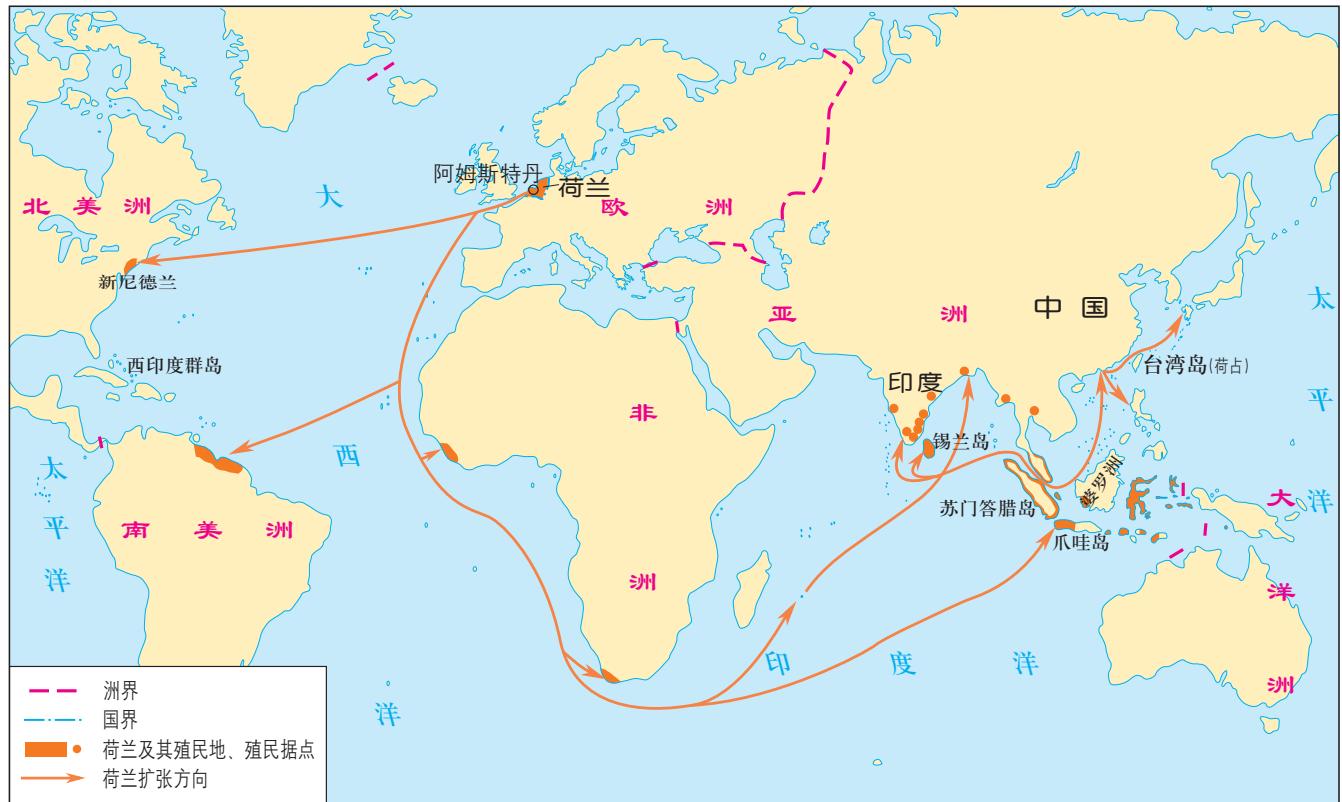 阿姆斯特丹
荷兰
北美洲
大
欧洲
新尼德兰
亚洲
中国
太
西印度群岛
印度
台湾岛(荷占)
平
非
西
锡兰岛
太
婆罗洲
苏门答腊岛
大洋
南美洲
平
爪哇岛
洋
洲
洋
印度洋
洲
洋
洲界
国界
荷兰及其殖民地、殖民据点
荷兰扩张方向